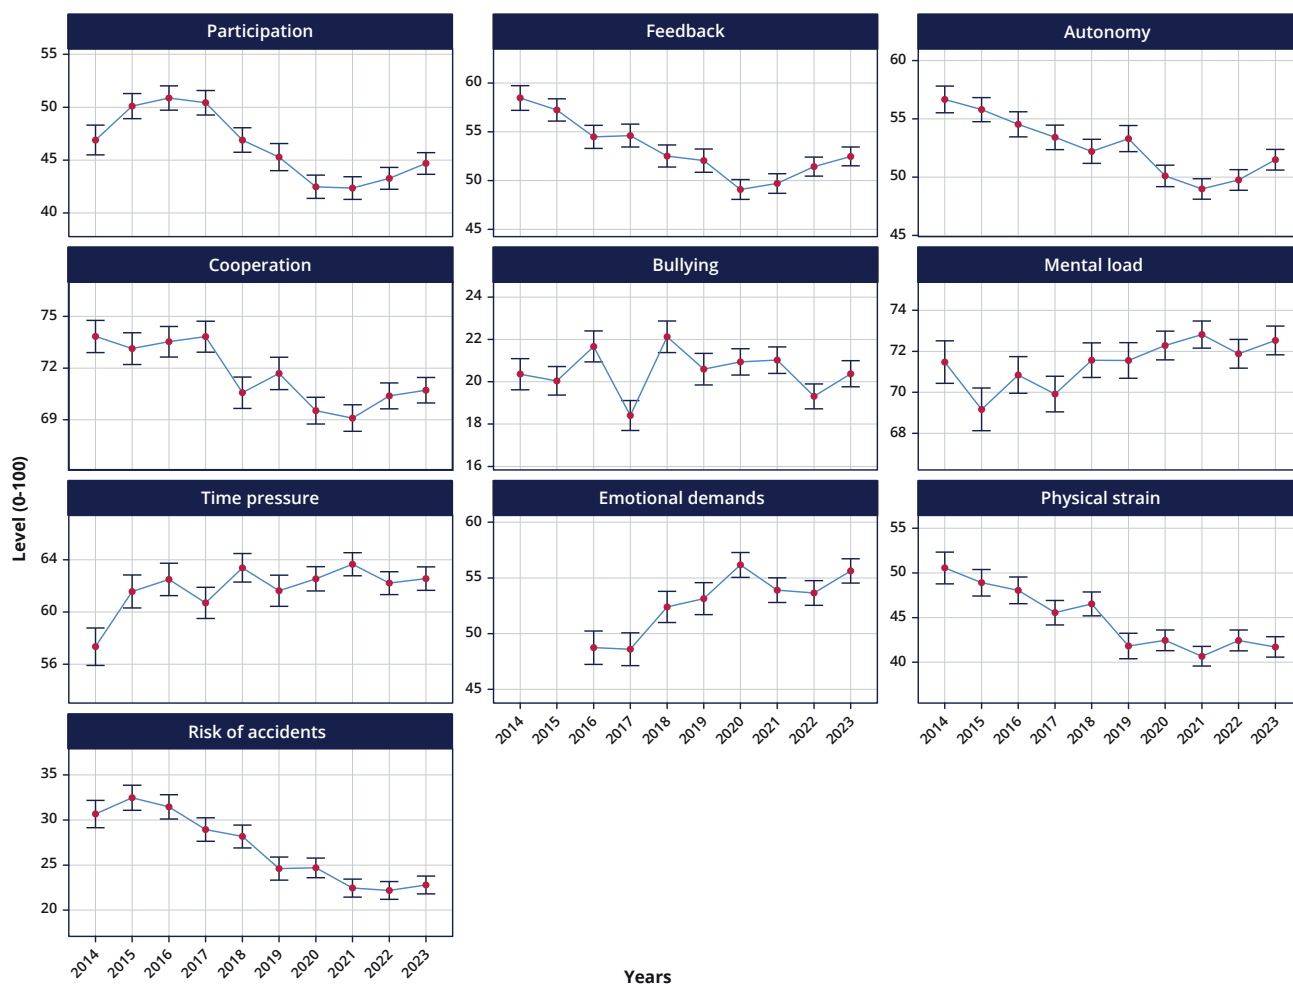 Participation
Feedback
Autonomy
55
50
45
40
60
55
50
45
60
55
50
45
Cooperation
Bullying
Mental load
75
72
69
24
22
20
18
16
74
72
70
68
Level (0-100)
Time pressure
Emotional demands
Physical strain
64
60
56
60
55
50
45
55
50
45
40
2014 2015 2016 2017 2018 2019 2020 2021 2022 2023
2014 2015 2016 2017 2018 2019 2020 2021 2022 2023
Risk of accidents
35
30
25
20
2014 2015 2016 2017 2018 2019 2020 2021 2022 2023
Years